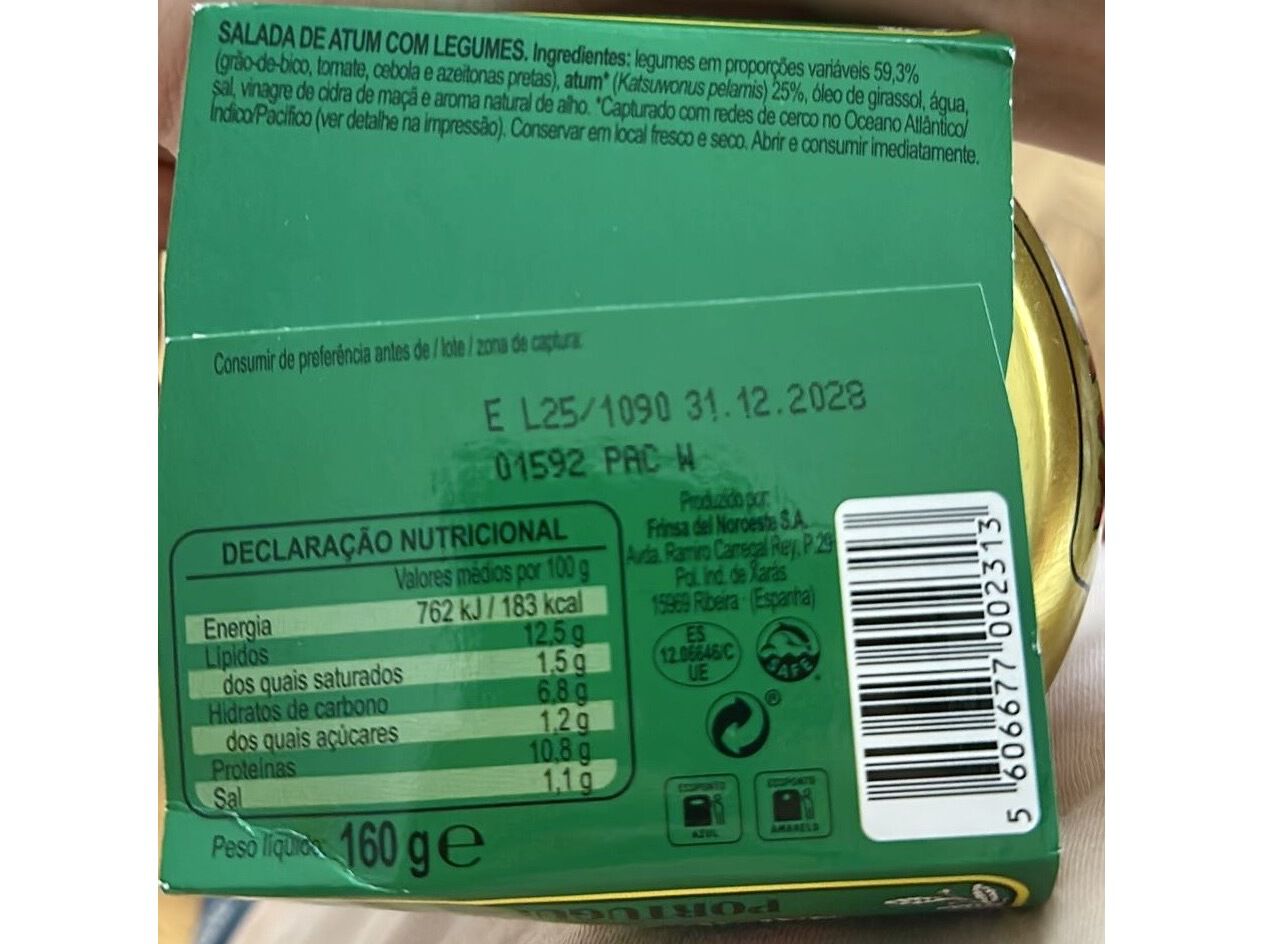 SALADA DE ATUM COM LEGUMES. Ingredientes: legumes em proporções variáveis 59,3%
(grão-de-bico, tomate, cebola e azeitonas pretas), atum* (Katsuwonus pelamis) 25%, óleo de girassol, água,
sal, vinagre de cidra de maçã e aroma natural de alho. *Capturado com redes de cerco no Oceano Atlântico/
Índico/Pacífico (ver detalhe na impressão). Conservar em local fresco e seco. Abrir e consumir imediatamente.
Consumir de preferência antes de / lote / zona de captura:
E L25/1090 31.12.2028
01592 PAC W
DECLARAÇÃO NUTRICIONAL
Valores médios por 100 g
Energia 762 kJ / 183 kcal
Lípidos 12,5 g
dos quais saturados 1,5 g
Hidratos de carbono 6,8 g
dos quais açúcares 1,2 g
Proteínas 10,8 g
Sal 1,1 g
Peso líquido: 160 g e
Produzido por:
Frinsa del Noroeste S.A.
Avda. Ramiro Carregal Rey, P.29
Pol. Ind. de Xarás
15969 Ribeira - (Espanha)
ES
12.06646/C
UE
SAFE
ECOPONTO
AZUL
ECOPONTO
AMARELO
5 606677 002313